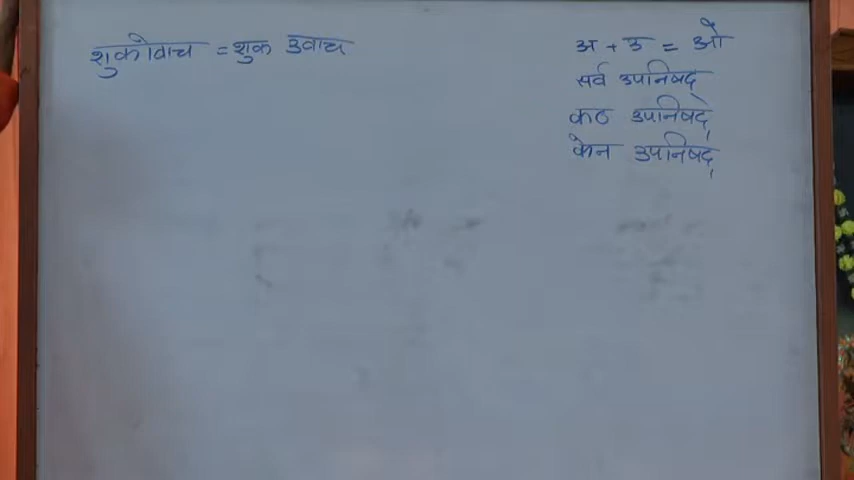 शुकोवाच = शुक उवाच
अ + उ = ओ
सर्व उपनिषद्
कठ उपनिषद्
केन उपनिषद्